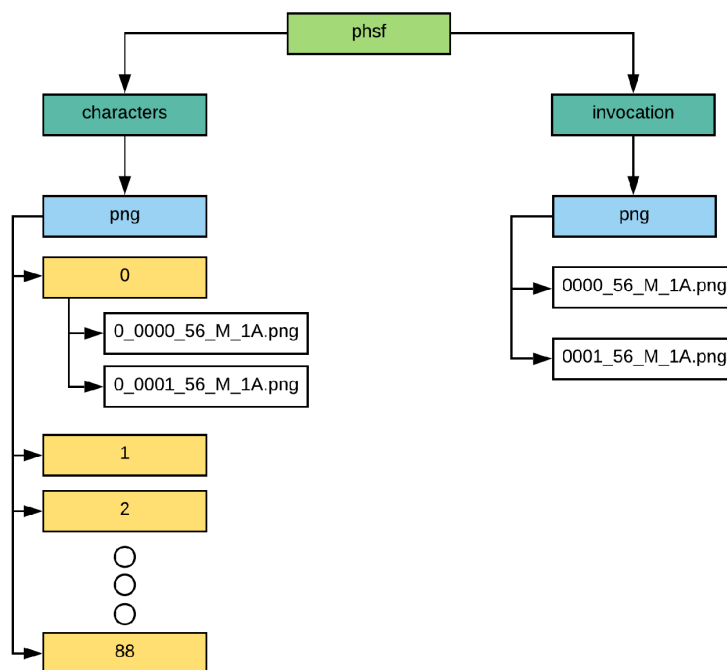 phsf
characters
invocation
png
png
0
0000_56_M_1A.png
0_0000_56_M_1A.png
0001_56_M_1A.png
0_0001_56_M_1A.png
1
2
88